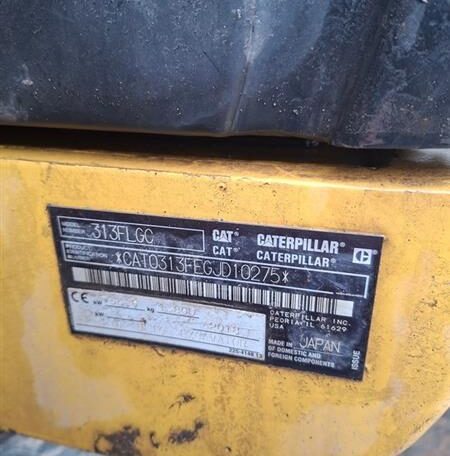 MODEL NUMBER 313FLGC CAT CATERPILLAR
PRODUCT IDENTIFICATION NUMBER *CAT0313FEGJD10275* CAT CATERPILLAR
CE kW kg
CATERPILLAR INC.
PEORIA IL 61629
USA
MADE IN JAPAN
OF DOMESTIC AND
FOREIGN COMPONENTS
ISSUE